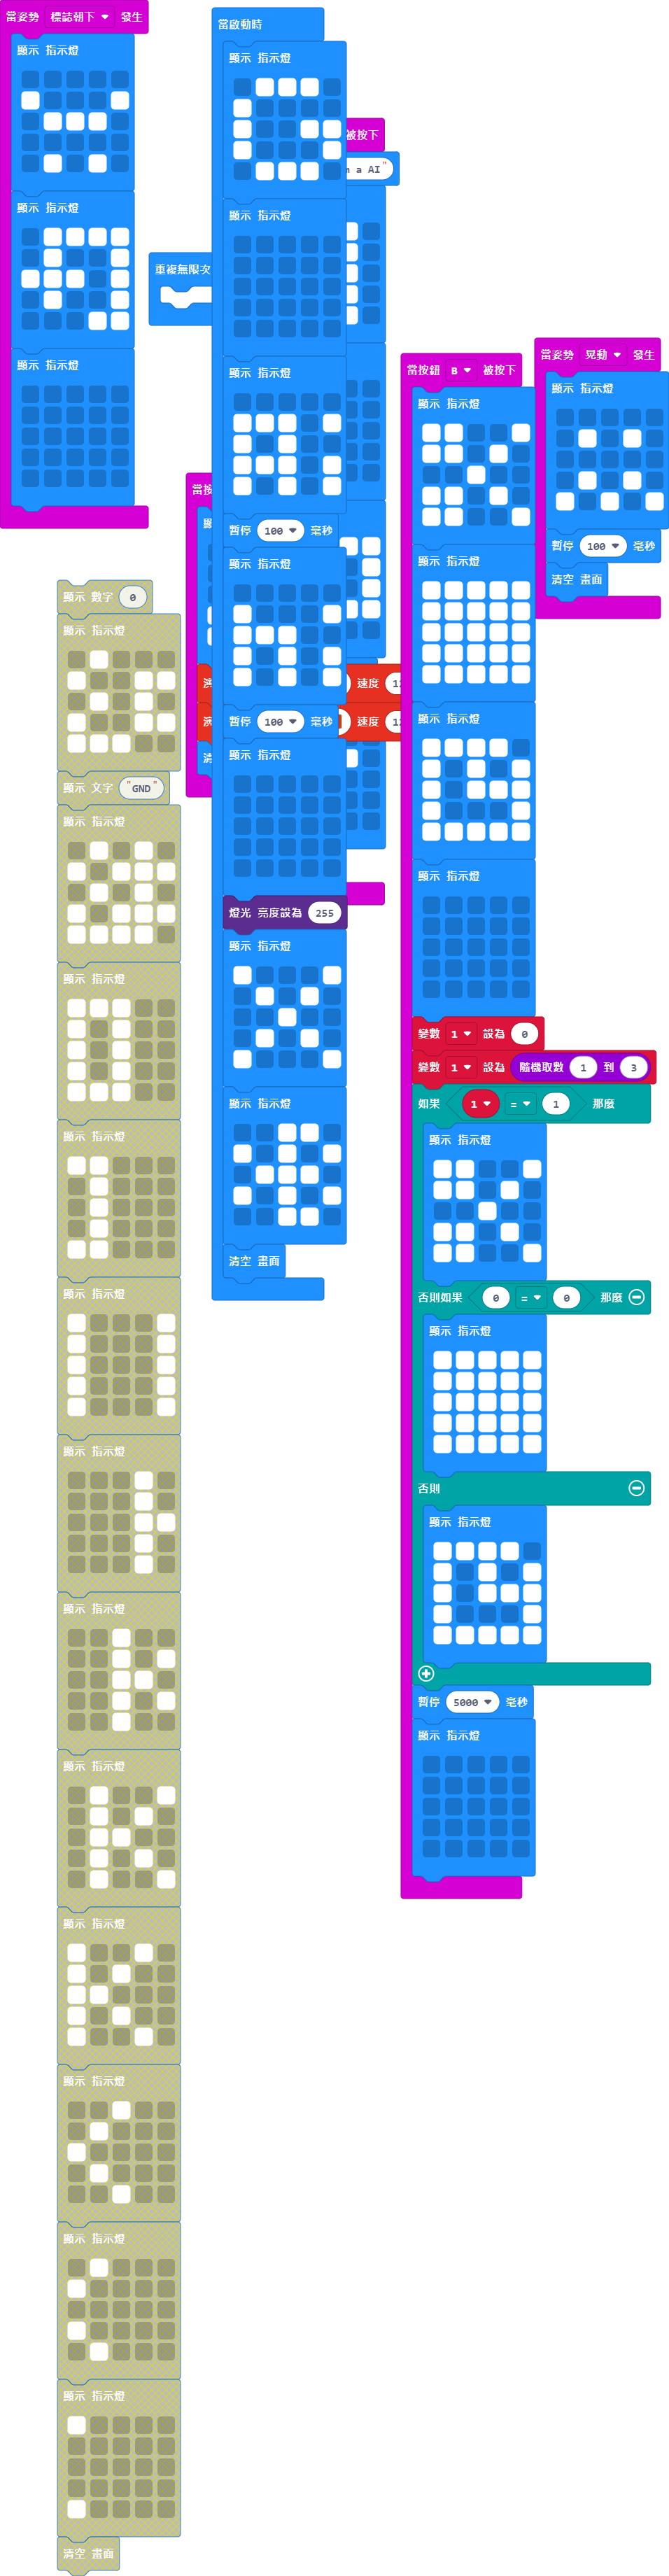 當姿勢 標誌朝下 發生
顯示 指示燈
顯示 指示燈
顯示 指示燈
顯示 數字 0
顯示 指示燈
顯示 文字 "GND"
顯示 指示燈
顯示 指示燈
顯示 指示燈
顯示 指示燈
顯示 指示燈
顯示 指示燈
顯示 指示燈
顯示 指示燈
顯示 指示燈
顯示 指示燈
顯示 指示燈
清空 畫面
重複無限次
當啟動時
顯示 指示燈
顯示 指示燈
顯示 指示燈
暫停 100 毫秒
顯示 指示燈
暫停 100 毫秒
顯示 指示燈
燈光 亮度設為 255
顯示 指示燈
顯示 指示燈
清空 畫面
被按下
a AI"
速度
速度
當按鈕 B 被按下
顯示 指示燈
顯示 指示燈
顯示 指示燈
顯示 指示燈
變數 1 設為 0
變數 1 設為 隨機取數 1 到 3
如果 1 = 1 那麼
顯示 指示燈
否則如果 0 = 0 那麼
顯示 指示燈
否則
顯示 指示燈
暫停 5000 毫秒
顯示 指示燈
當姿勢 晃動 發生
顯示 指示燈
暫停 100 毫秒
清空 畫面